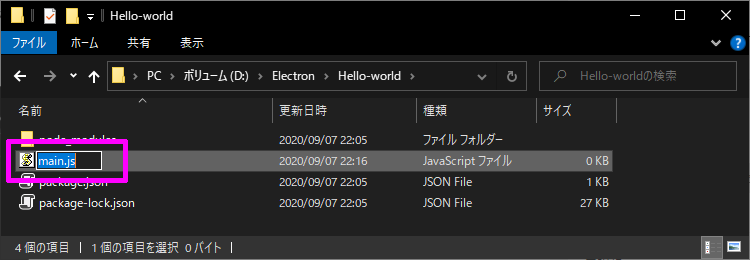 Hello-world
ファイル ホーム 共有 表示
PC ボリューム (D:) Electron Hello-world Hello-worldの検索
名前 更新日時 種類 サイズ
node_modules 2020/09/07 22:05 ファイル フォルダー
main.js 2020/09/07 22:16 JavaScript ファイル 0 KB
package.json 2020/09/07 22:05 JSON File 1 KB
package-lock.json 2020/09/07 22:05 JSON File 27 KB
4 個の項目 1 個の項目を選択 0 バイト